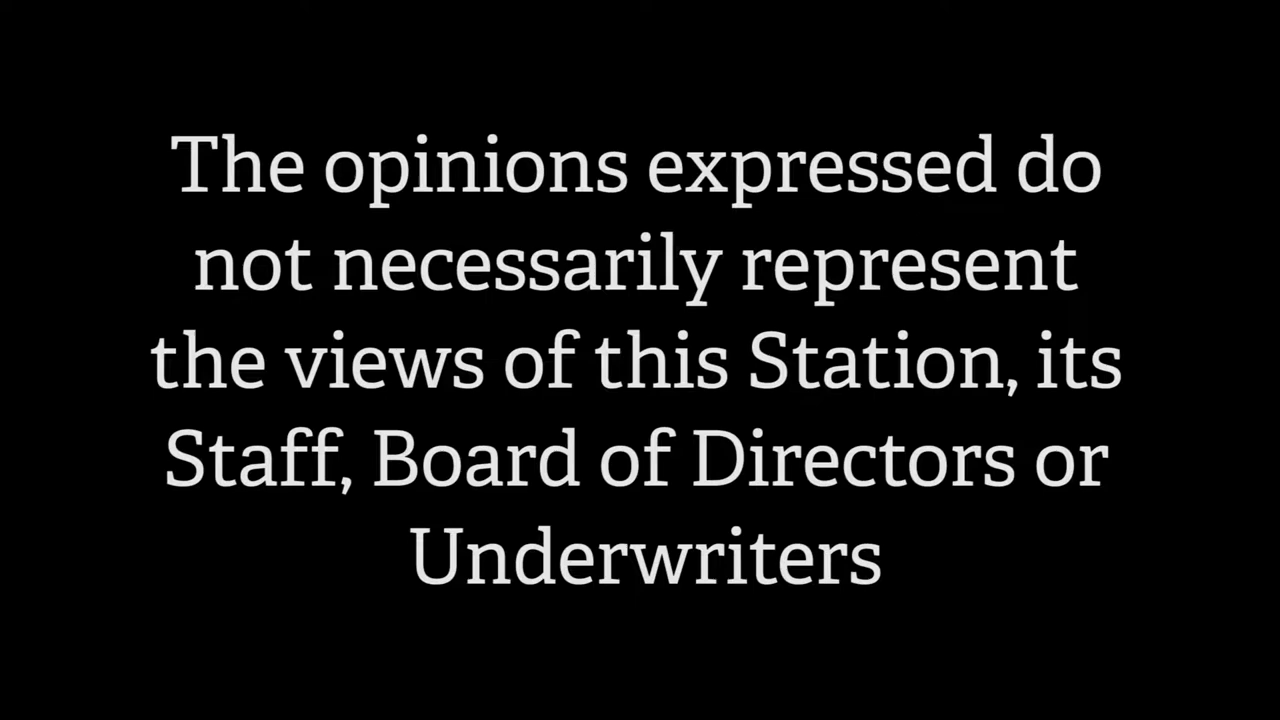 The opinions expressed do
not necessarily represent
the views of this Station, its
Staff, Board of Directors or
Underwriters